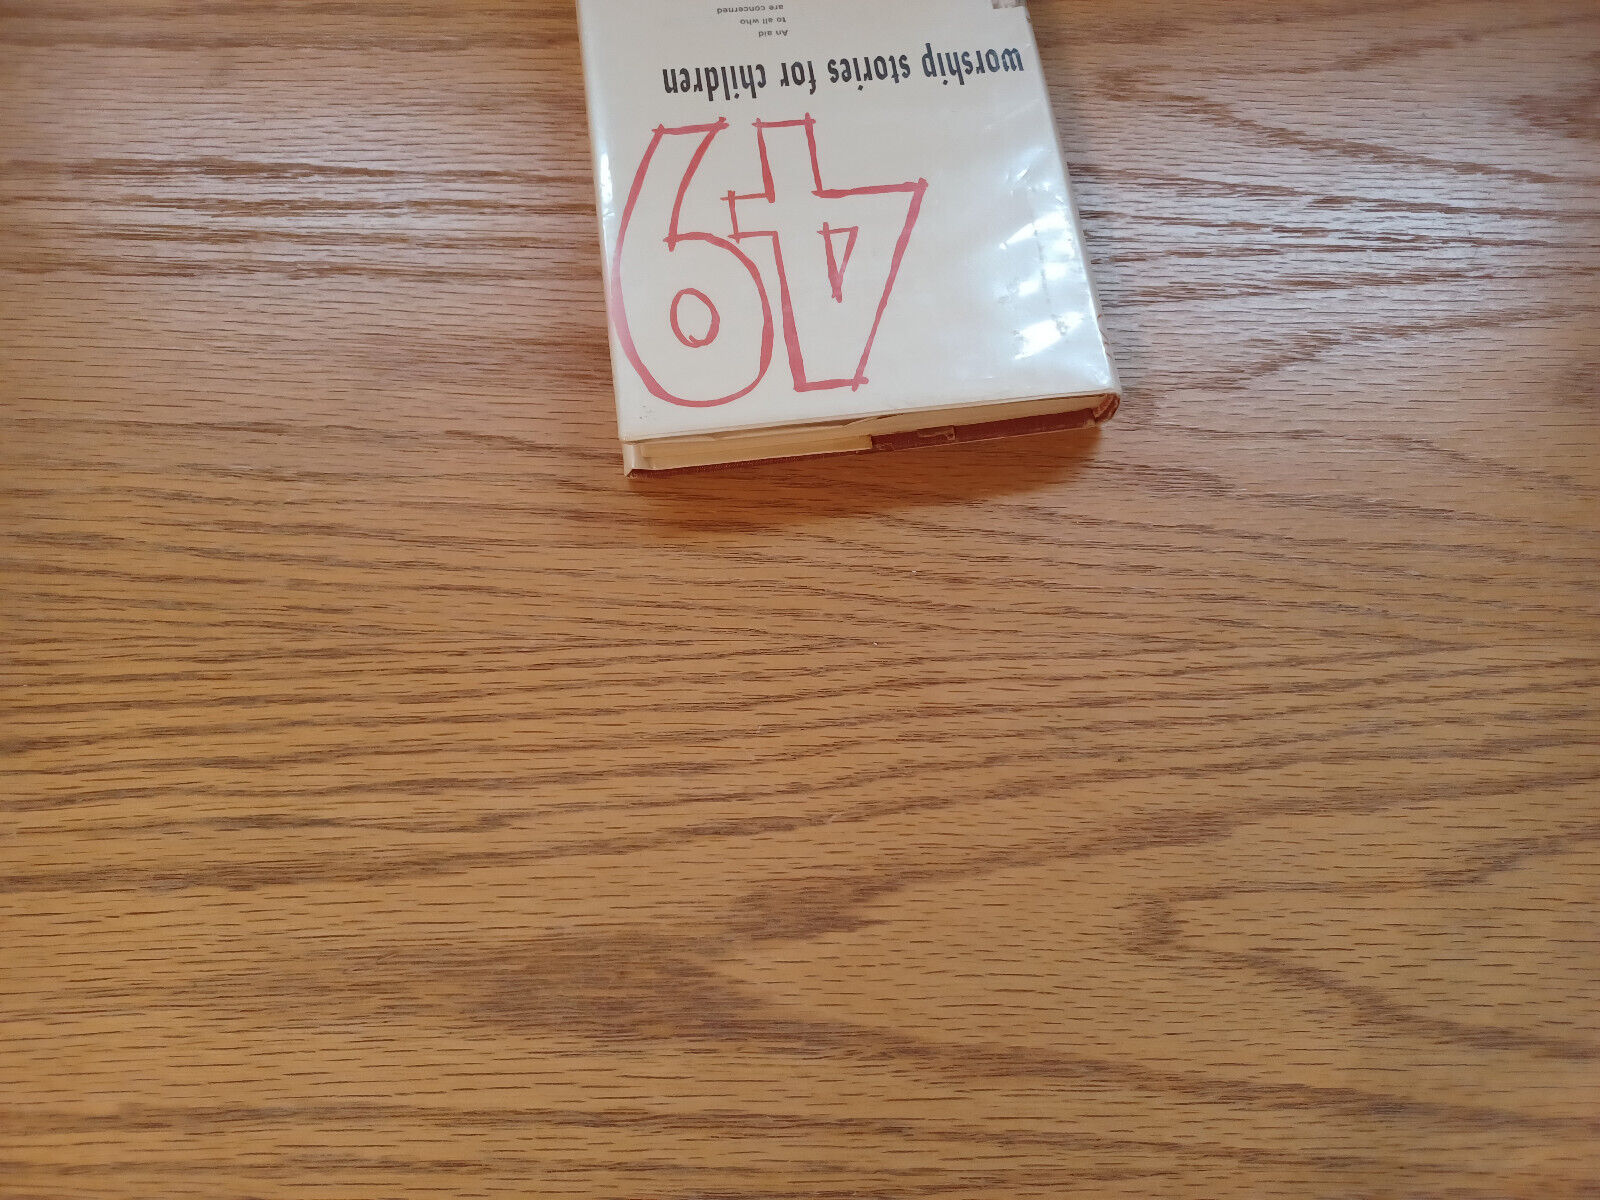 49
worship stories for children
An aid
to all who
are concerned